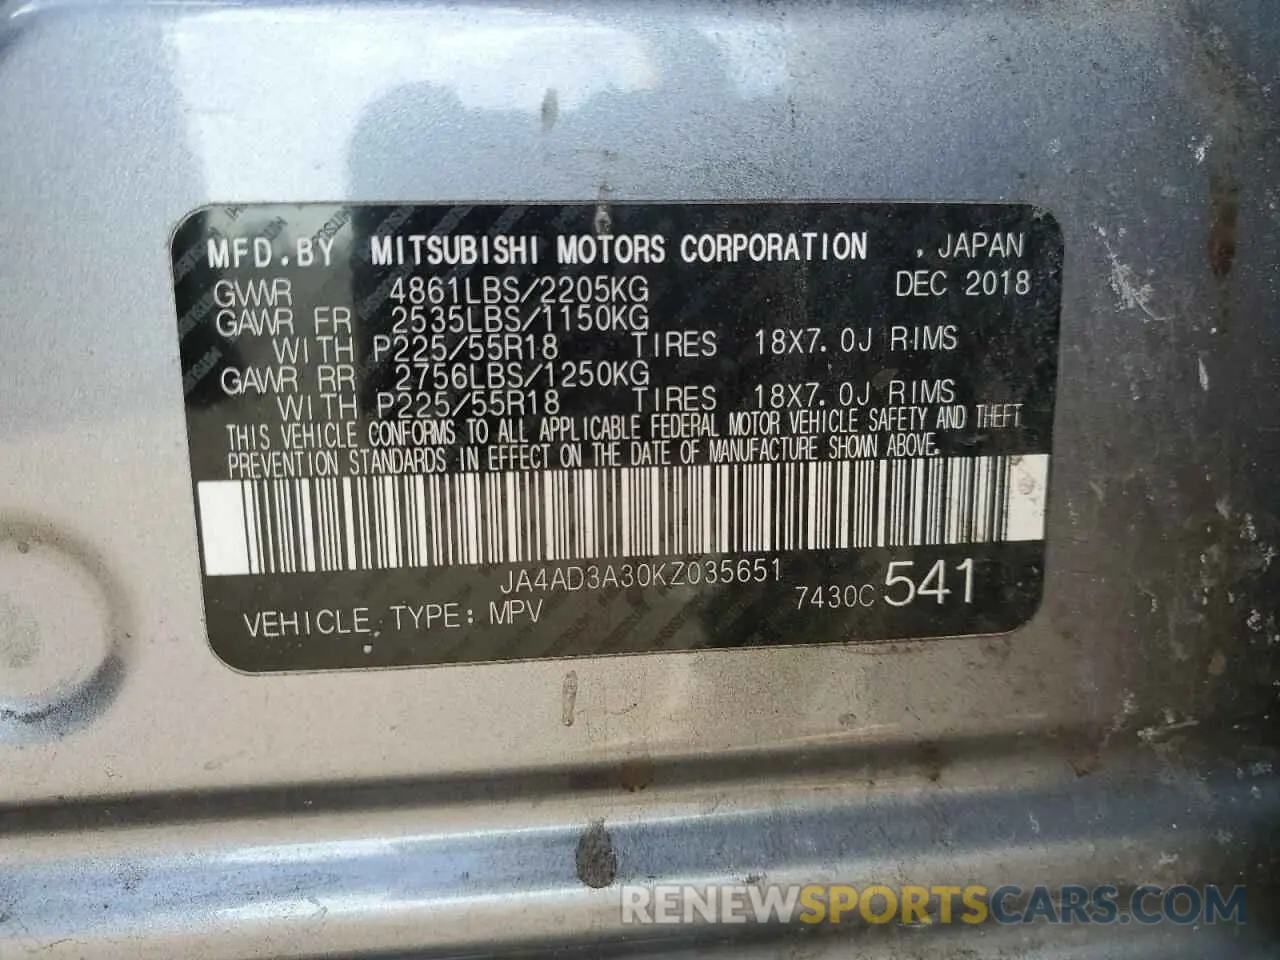 MFD.BY MITSUBISHI MOTORS CORPORATION , JAPAN
GVWR 4861LBS/2205KG DEC 2018
GAWR FR 2535LBS/1150KG
WITH P225/55R18 TIRES 18X7.0J RIMS
GAWR RR 2756LBS/1250KG
WITH P225/55R18 TIRES 18X7.0J RIMS
THIS VEHICLE CONFORMS TO ALL APPLICABLE FEDERAL MOTOR VEHICLE SAFETY AND THEFT
PREVENTION STANDARDS IN EFFECT ON THE DATE OF MANUFACTURE SHOWN ABOVE.
JA4AD3A30KZ035651
VEHICLE TYPE: MPV 7430C 541
RENEWSPORTSCARS.COM